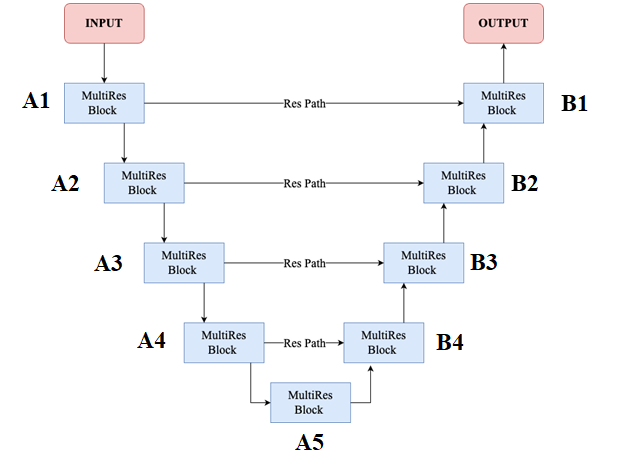 INPUT
OUTPUT
A1
MultiRes
Block
Res Path
MultiRes
Block
B1
A2
MultiRes
Block
Res Path
MultiRes
Block
B2
A3
MultiRes
Block
Res Path
MultiRes
Block
B3
A4
MultiRes
Block
Res Path
MultiRes
Block
B4
MultiRes
Block
A5